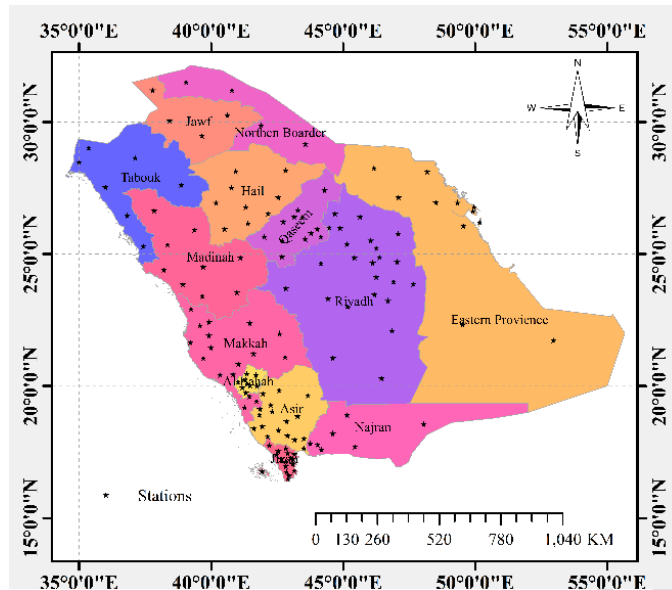 35°0'0"E 40°0'0"E 45°0'0"E 50°0'0"E 55°0'0"E
N
W E
S
30°0'0"N 30°0'0"N
Jawf
Northen Boarder
Tabouk
Hail
Qaseem
25°0'0"N 25°0'0"N
Madinah
Riyadh
Eastern Provience
Makkah
20°0'0"N 20°0'0"N
Asir
Najran
Stations
15°0'0"N 15°0'0"N
0 130 260 520 780 1,040 KM
35°0'0"E 40°0'0"E 45°0'0"E 50°0'0"E 55°0'0"E